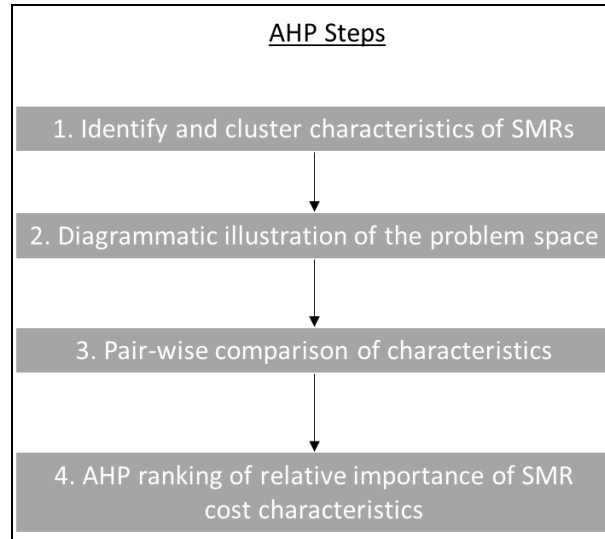 AHP Steps
1. Identify and cluster characteristics of SMRs
2. Diagrammatic illustration of the problem space
3. Pair-wise comparison of characteristics
4. AHP ranking of relative importance of SMR
cost characteristics